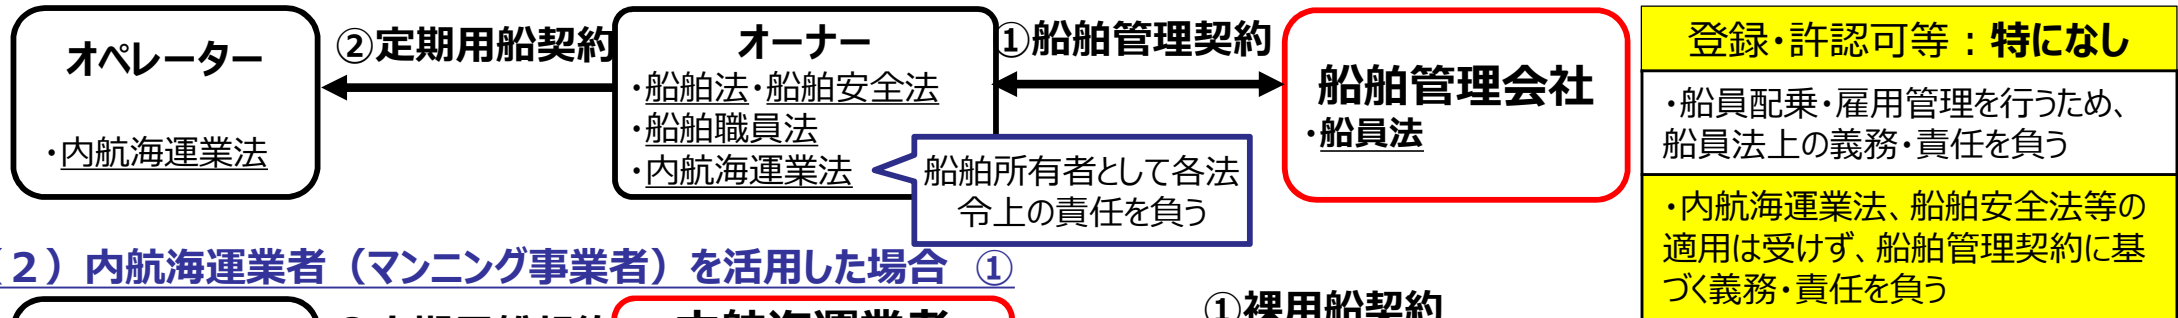 オペレーター
・内航海運業法
②定期用船契約
オーナー
・船舶法・船舶安全法
・船舶職員法
・内航海運業法
船舶所有者として各法
令上の責任を負う
①船舶管理契約
船舶管理会社
・船員法
登録・許認可等：特になし
・船員配乗・雇用管理を行うため、
船員法上の義務・責任を負う
・内航海運業法、船舶安全法等の
適用は受けず、船舶管理契約に基
づく義務・責任を負う
（２）内航海運業者（マンニング事業者）を活用した場合　①
①裸用船契約